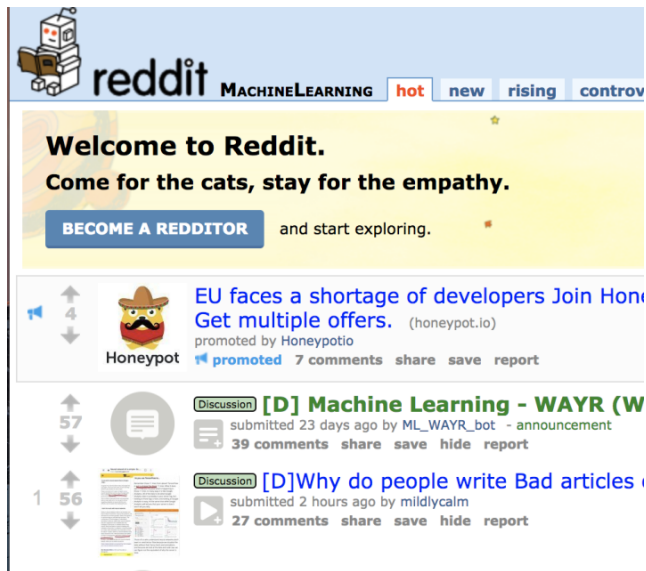 reddit MACHINELEARNING hot new rising controv
Welcome to Reddit.
Come for the cats, stay for the empathy.
BECOME A REDDITOR and start exploring.
EU faces a shortage of developers Join Hone
4
Get multiple offers. (honeypot.io)
promoted by Honeypotio
Honeypot
promoted 7 comments share save report
Discussion [D] Machine Learning - WAYR (W
57
submitted 23 days ago by ML_WAYR_bot - announcement
39 comments share save hide report
Discussion [D]Why do people write Bad articles
1 56
submitted 2 hours ago by mildlycalm
27 comments share save hide report